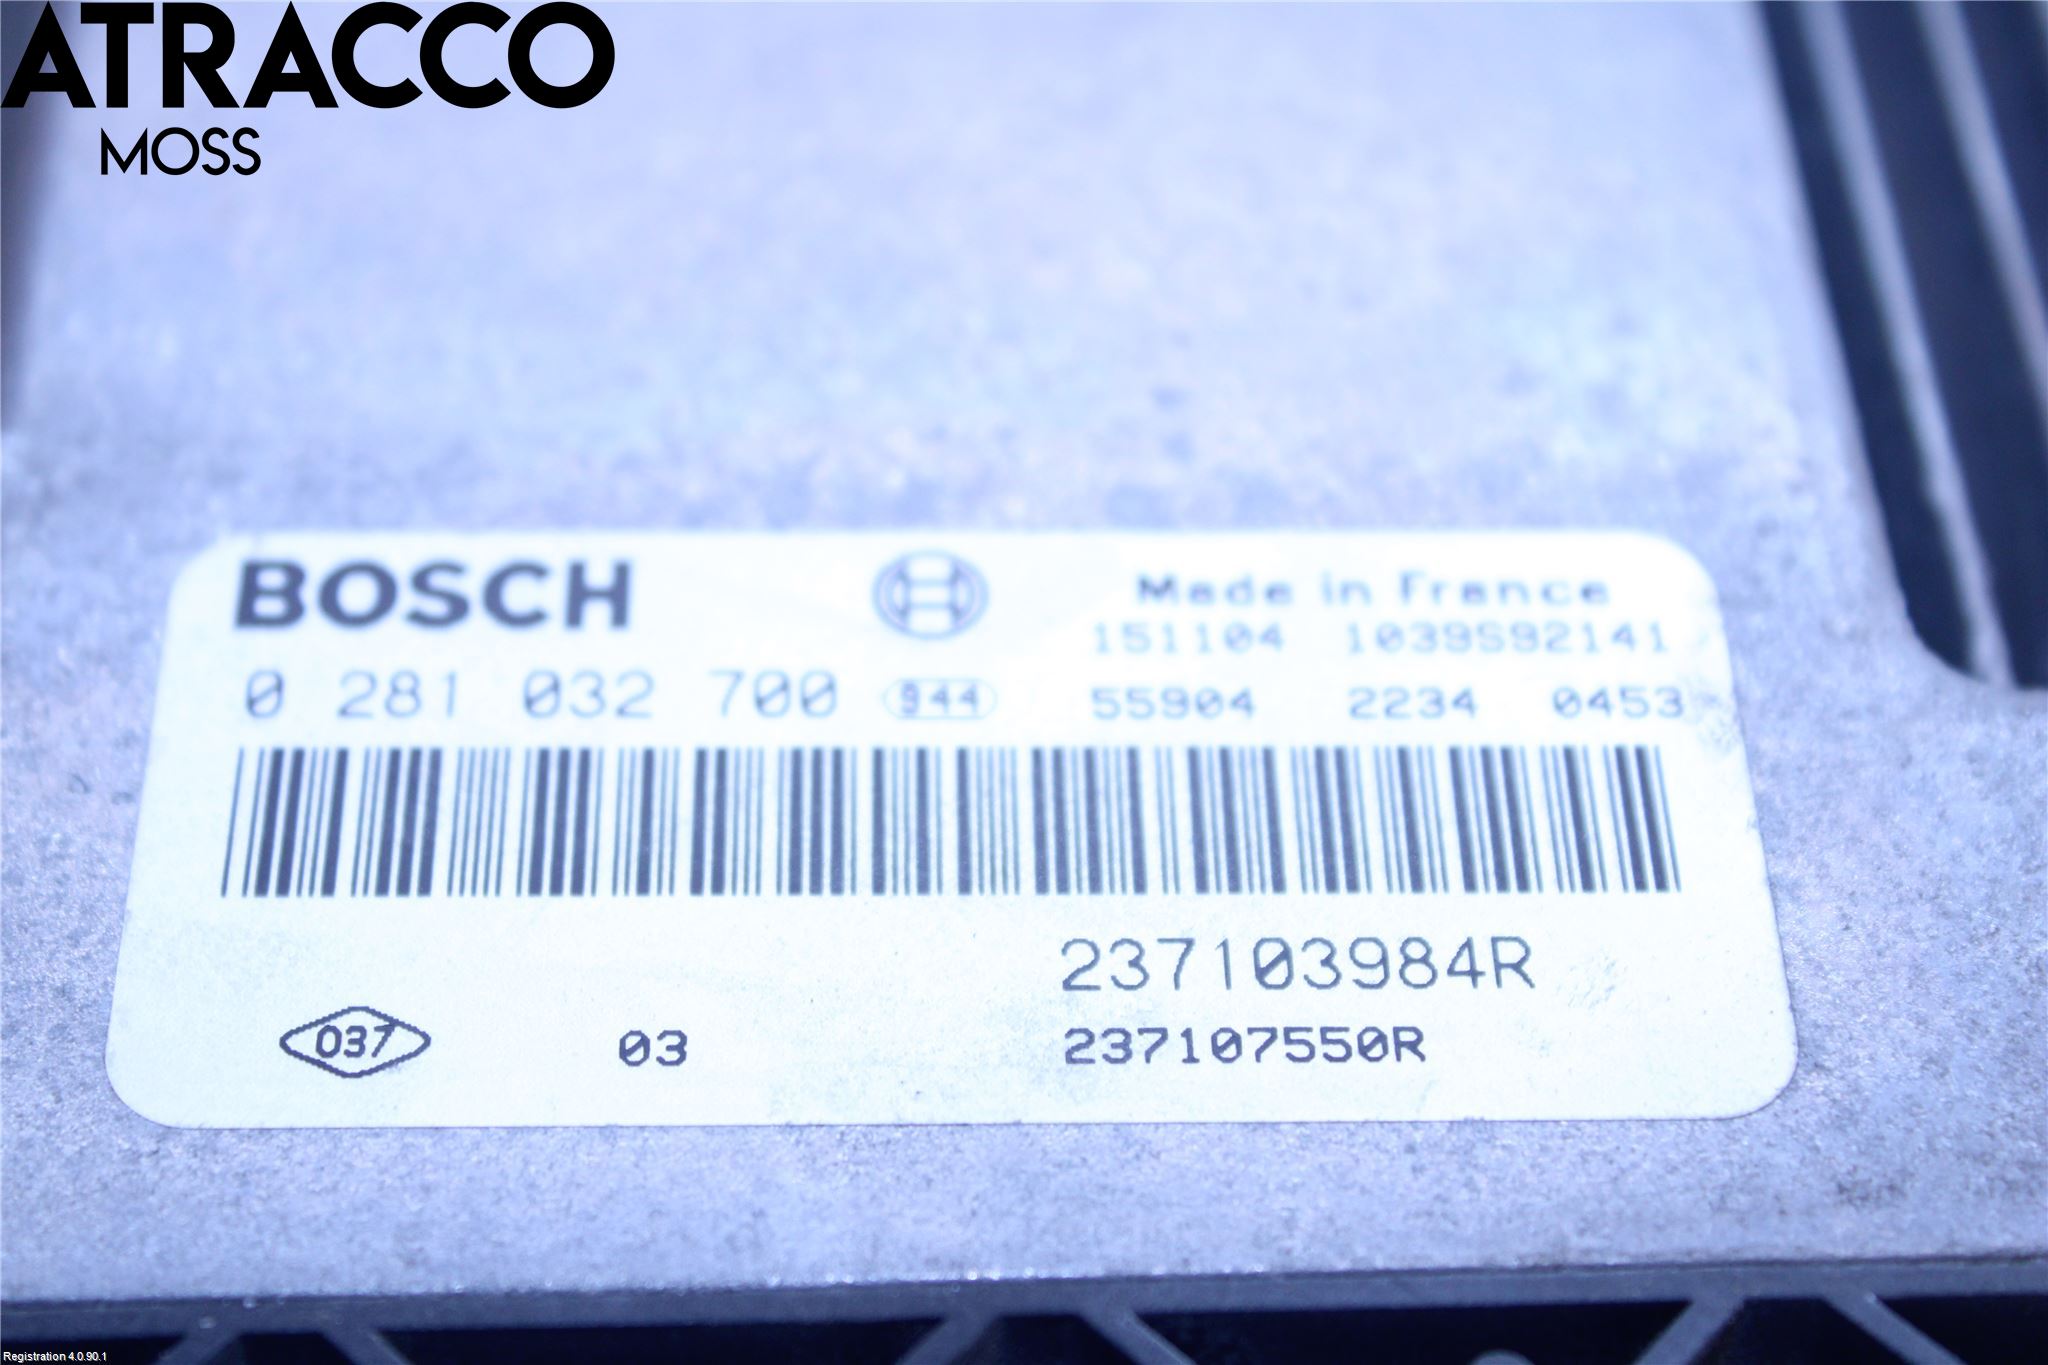 ATRACCO
MOSS
BOSCH
Made in France
151104 1039S92141
0 281 032 700 944 55904 2234 0453
237103984R
037 03 237107550R
Registration 4.0.90.1